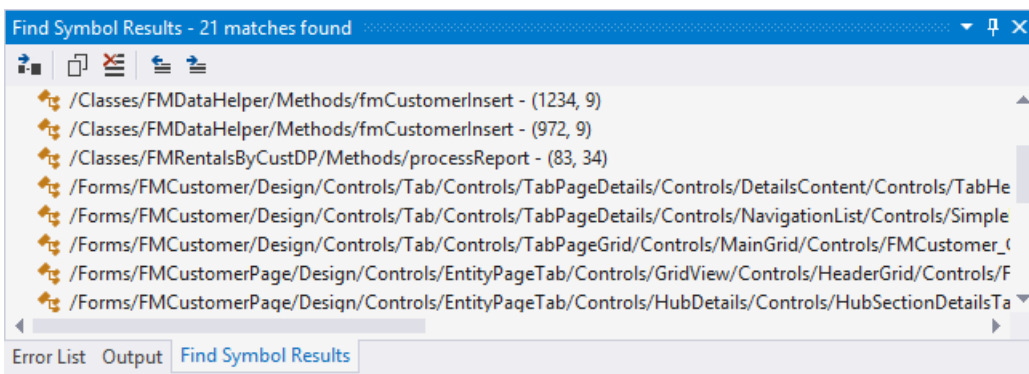 Find Symbol Results - 21 matches found
/Classes/FMDataHelper/Methods/fmCustomerInsert - (1234, 9)
/Classes/FMDataHelper/Methods/fmCustomerInsert - (972, 9)
/Classes/FMRentalsByCustDP/Methods/processReport - (83, 34)
/Forms/FMCustomer/Design/Controls/Tab/Controls/TabPageDetails/Controls/DetailsContent/Controls/TabHe
/Forms/FMCustomer/Design/Controls/Tab/Controls/TabPageDetails/Controls/NavigationList/Controls/Simple
/Forms/FMCustomer/Design/Controls/Tab/Controls/TabPageGrid/Controls/MainGrid/Controls/FMCustomer_
/Forms/FMCustomerPage/Design/Controls/EntityPageTab/Controls/GridView/Controls/HeaderGrid/Controls/F
/Forms/FMCustomerPage/Design/Controls/EntityPageTab/Controls/HubDetails/Controls/HubSectionDetailsTa
Error List Output Find Symbol Results